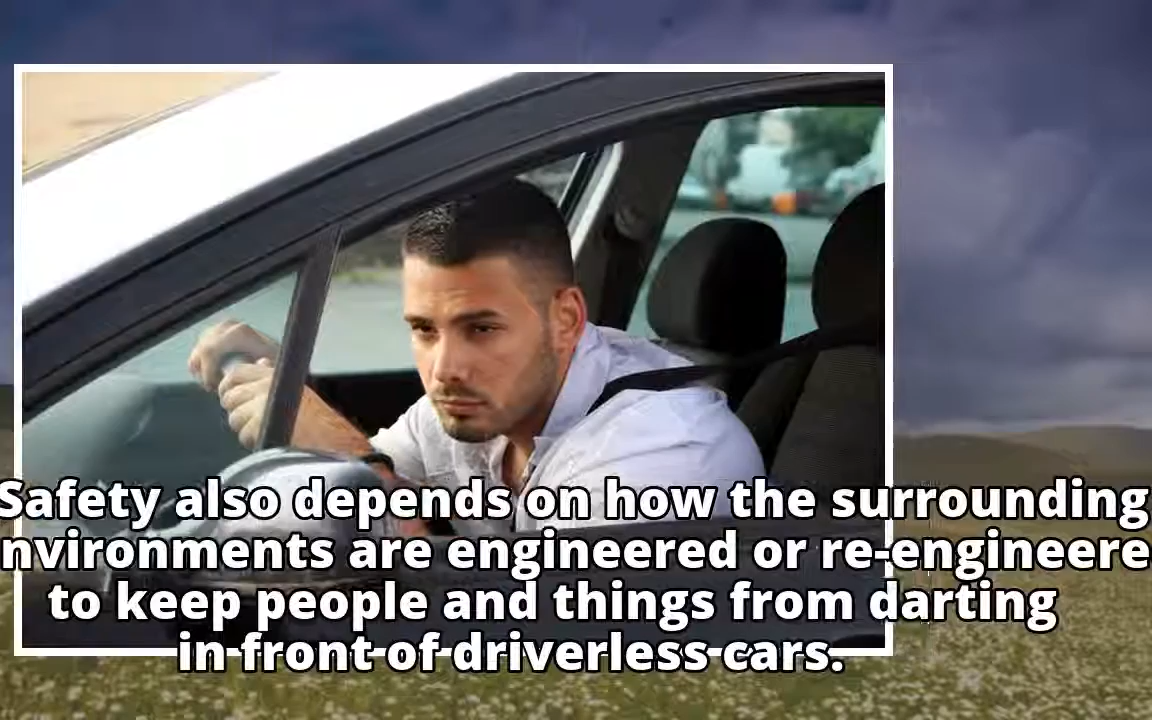 Safety also depends on how the surrounding
nvironments are engineered or re-engineere
to keep people and things from darting
in front of driverless cars.